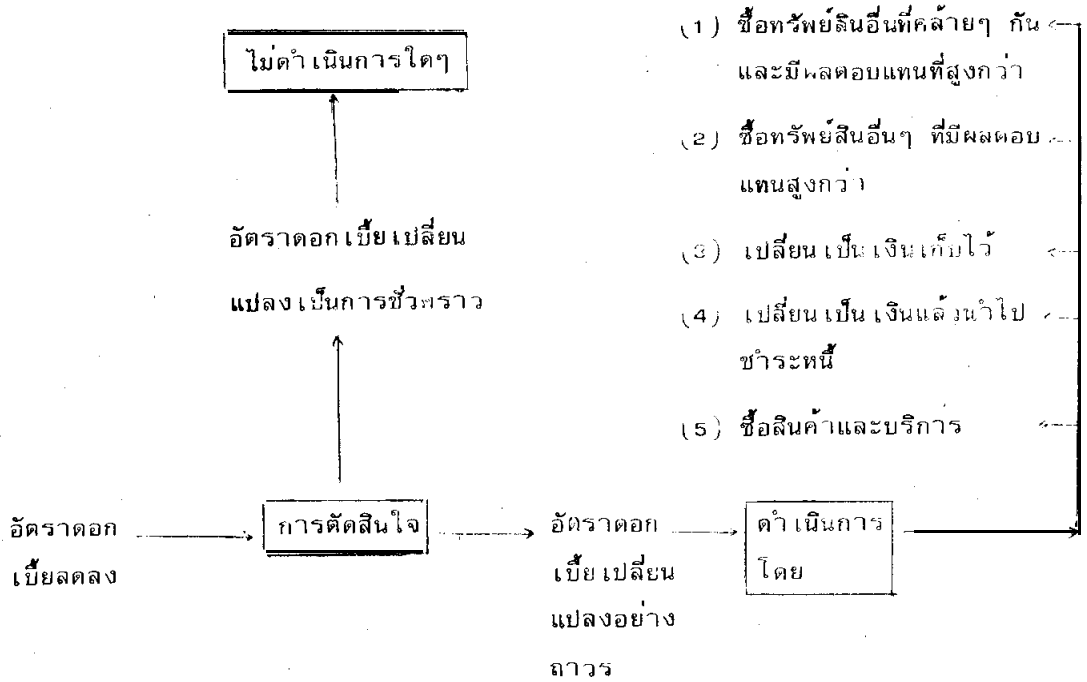 ไม่ดำเนินการใดๆ
อัตราดอกเบี้ยเปลี่ยน
แปลงเป็นการชั่วคราว
อัตราดอก
เบี้ยลดลง
การตัดสินใจ
อัตราดอก
เบี้ยเปลี่ยน
แปลงอย่าง
ถาวร
ดำเนินการ
โดย
(1) ซื้อทรัพย์สินอื่นที่คล้ายๆ กัน
และมีผลตอบแทนที่สูงกว่า
(2) ซื้อทรัพย์สินอื่นๆ ที่มีผลตอบ
แทนสูงกว่า
(3) เปลี่ยนเป็นเงินเก็บไว้
(4) เปลี่ยนเป็นเงินแล้วนำไป
ชำระหนี้
(5) ซื้อสินค้าและบริการ